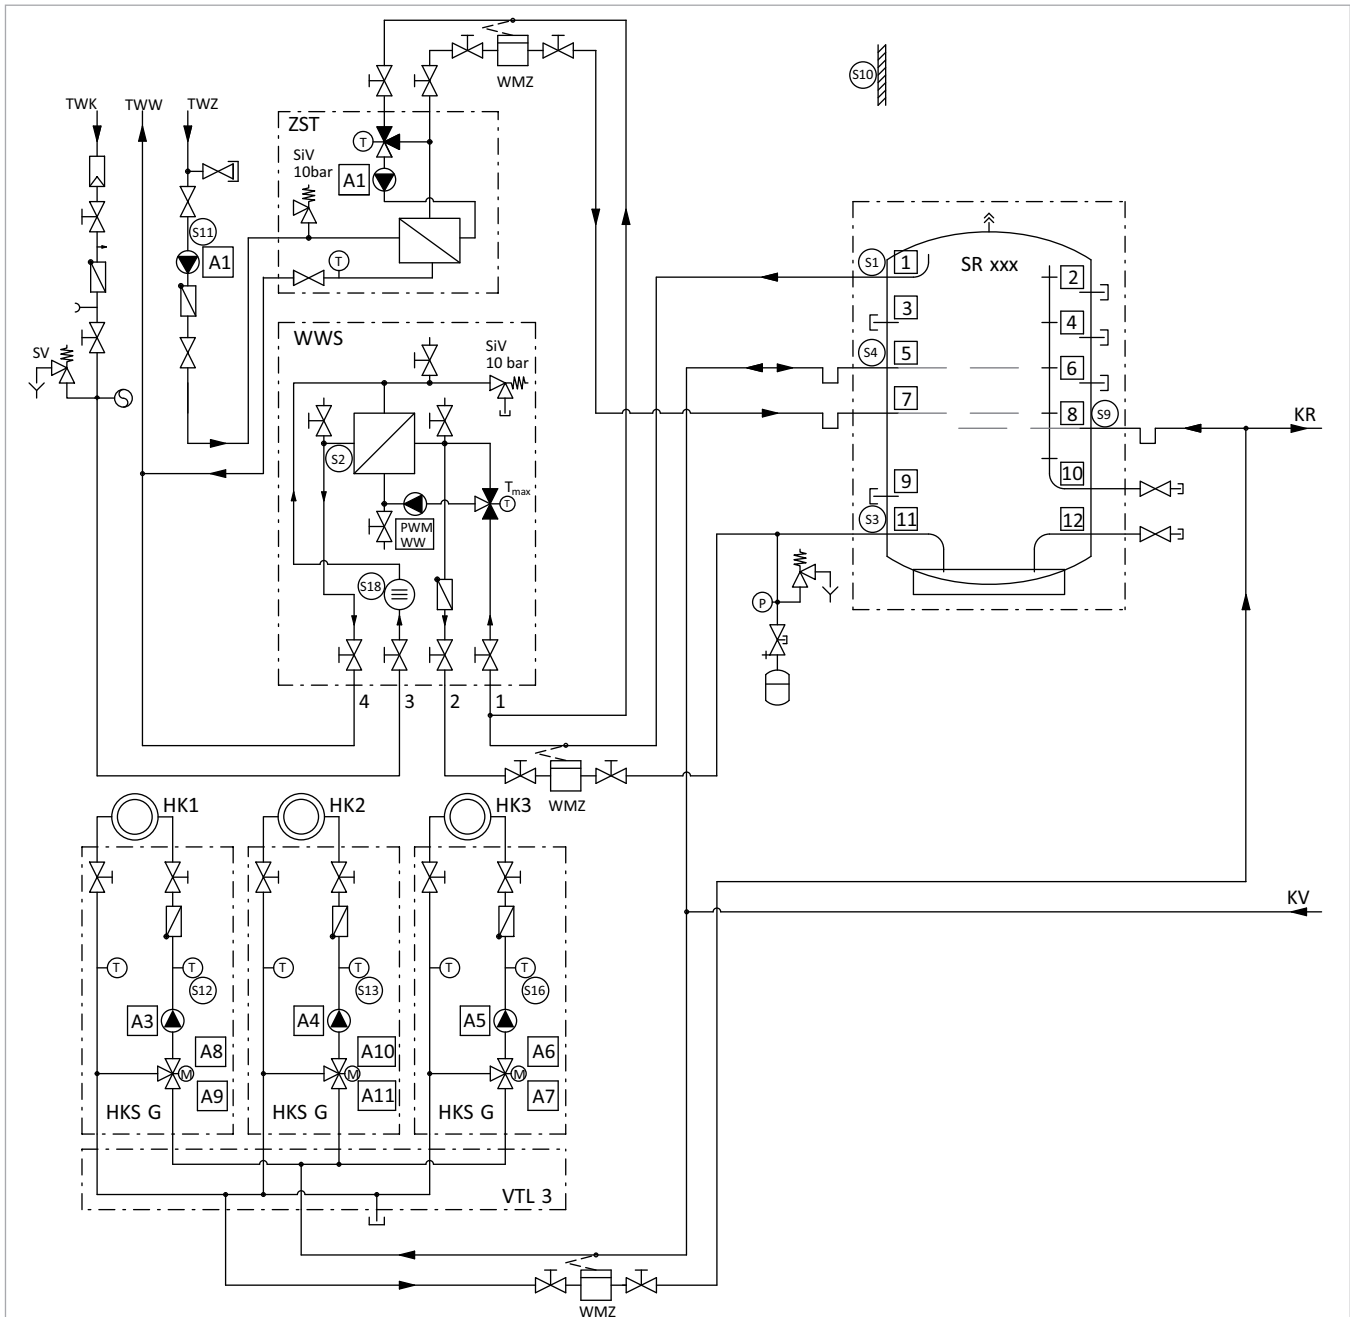 WMZ
S10
TWK
TWW
TWZ
ZST
T
SiV
10bar
A1
S11
A1
T
S1
1
SR xxx
2
3
4
S4
5
6
7
8
S9
KR
9
10
S3
11
12
P
WWS
SiV
10 bar
SV
S2
Tmax
T
PWM
WW
S18
4
3
2
1
WMZ
HK1
HK2
HK3
KV
T
T
S12
T
T
S13
T
T
S16
A3
A4
A5
A8
A10
A6
M
M
M
A9
A11
A7
HKS G
HKS G
HKS G
VTL 3
WMZ